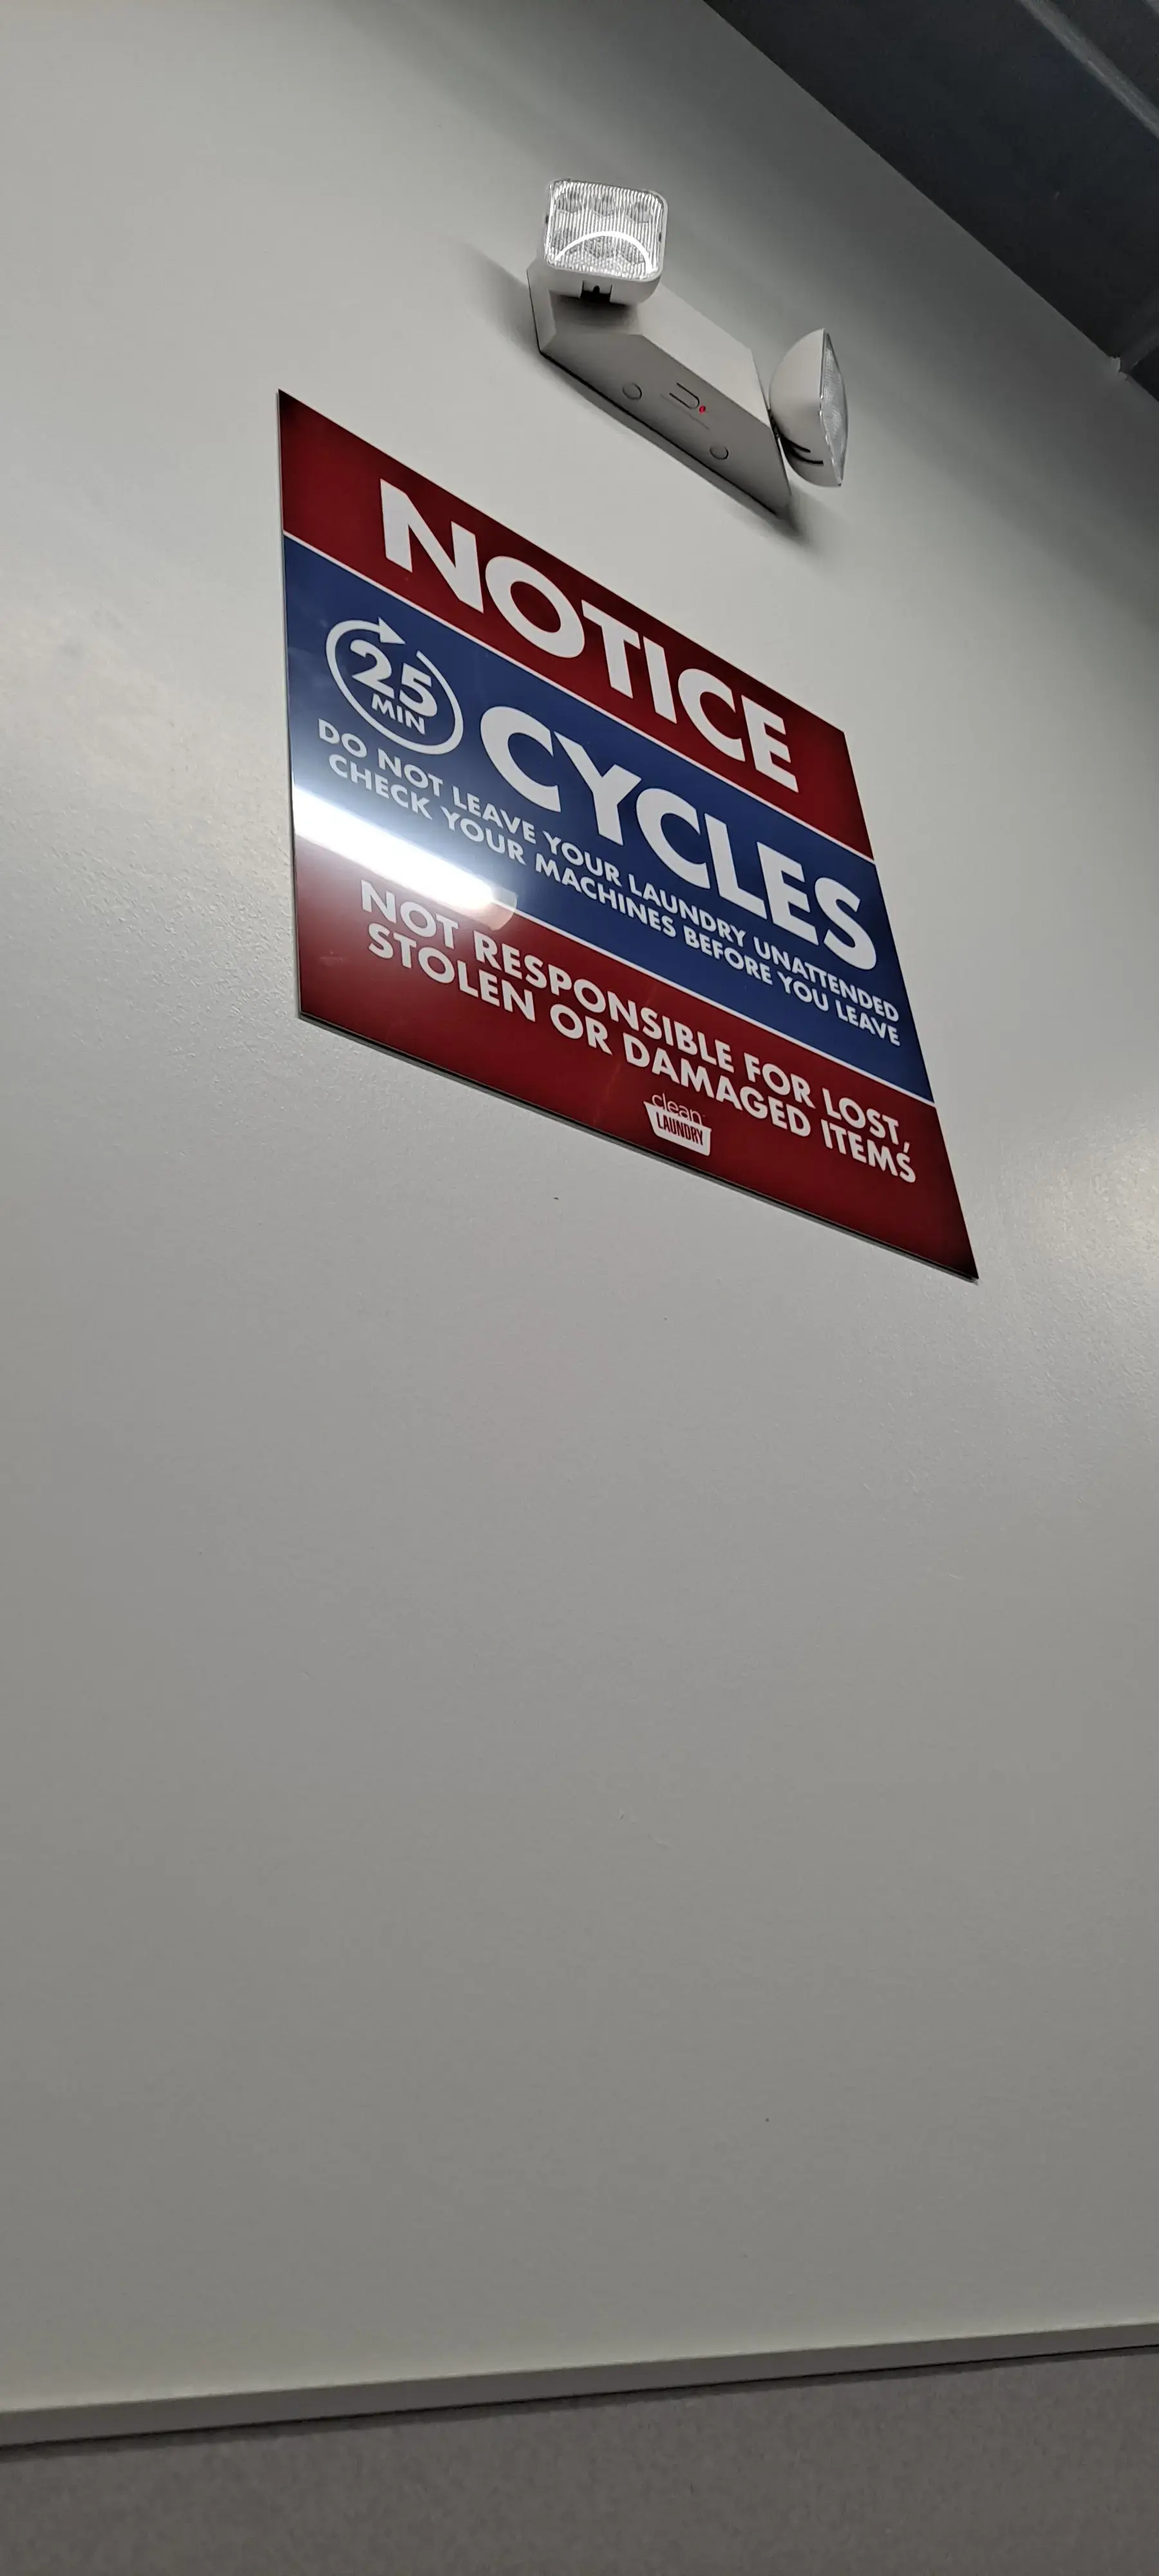 NOTICE
25
MIN
CYCLES
DO NOT LEAVE YOUR LAUNDRY UNATTENDED
CHECK YOUR MACHINES BEFORE YOU LEAVE
NOT RESPONSIBLE FOR LOST,
STOLEN OR DAMAGED ITEMS
clean
LAUNDRY